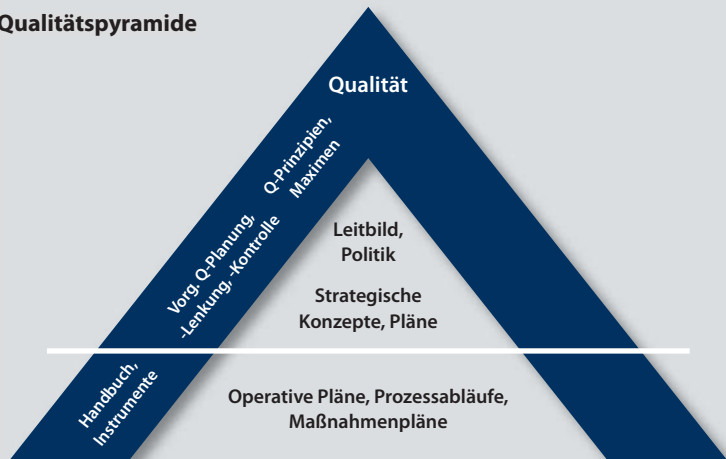 Qualitätspyramide
Qualität
Q-Prinzipien,
Maximen
Vorg. Q-Planung,
-Lenkung, -Kontrolle
Leitbild,
Politik
Strategische
Konzepte, Pläne
Handbuch,
Instrumente
Operative Pläne, Prozessabläufe,
Maßnahmenpläne